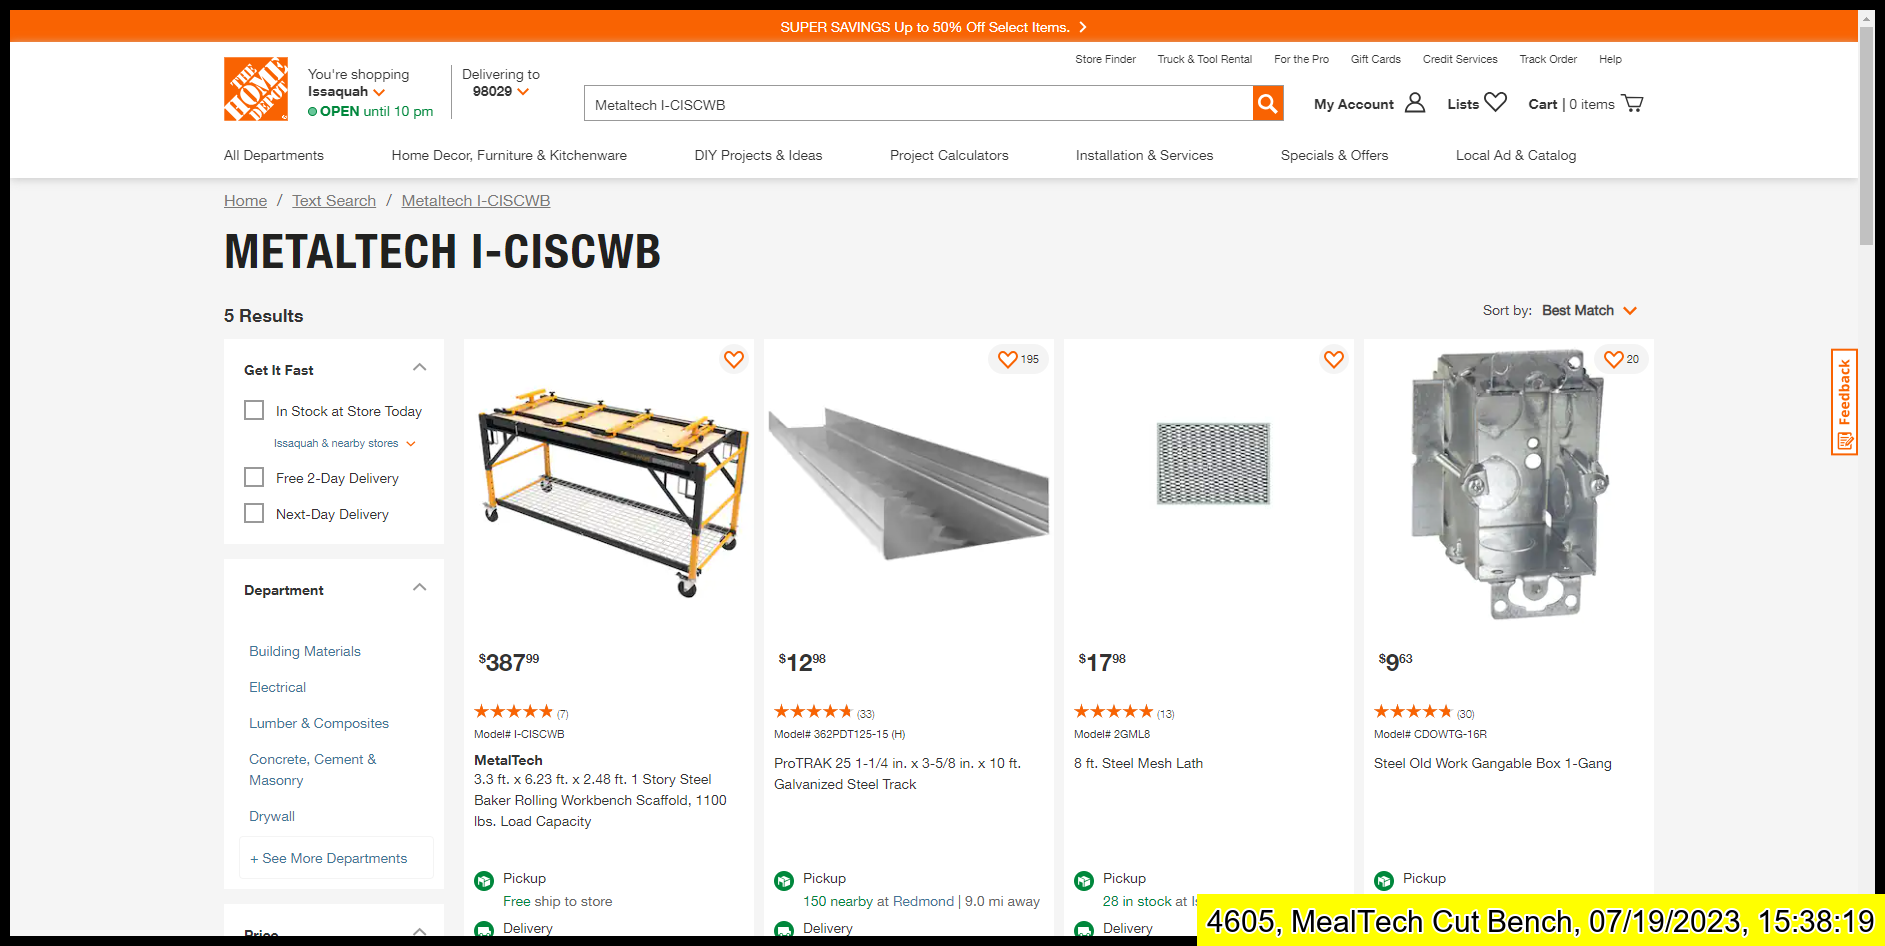 SUPER SAVINGS Up to 50% Off Select Items.
Store Finder Truck & Tool Rental For the Pro Gift Cards Credit Services Track Order Help
THE HOME DEPOT
You're shopping
Issaquah
OPEN until 10 pm
Delivering to
98029
Metaltech I-CISCWB
My Account Lists Cart | 0 items
All Departments Home Decor, Furniture & Kitchenware DIY Projects & Ideas Project Calculators Installation & Services Specials & Offers Local Ad & Catalog
Home / Text Search / Metaltech I-CISCWB
METALTECH I-CISCWB
5 Results
Sort by: Best Match
Get It Fast
In Stock at Store Today
Issaquah & nearby stores
Free 2-Day Delivery
Next-Day Delivery
Department
Building Materials
Electrical
Lumber & Composites
Concrete, Cement &
Masonry
Drywall
+ See More Departments
Price
$387 99
(7)
Model# I-CISCWB
MetalTech
3.3 ft. x 6.23 ft. x 2.48 ft. 1 Story Steel
Baker Rolling Workbench Scaffold, 1100
lbs. Load Capacity
Pickup
Free ship to store
Delivery
195
$12 98
(33)
Model# 362PDT125-15 (H)
ProTRAK 25 1-1/4 in. x 3-5/8 in. x 10 ft.
Galvanized Steel Track
Pickup
150 nearby at Redmond | 9.0 mi away
Delivery
$17 98
(13)
Model# 2GML8
8 ft. Steel Mesh Lath
Pickup
28 in stock at
Delivery
20
$9 63
(30)
Model# CDOWTG-16R
Steel Old Work Gangable Box 1-Gang
Pickup
Feedback
4605, MealTech Cut Bench, 07/19/2023, 15:38:19